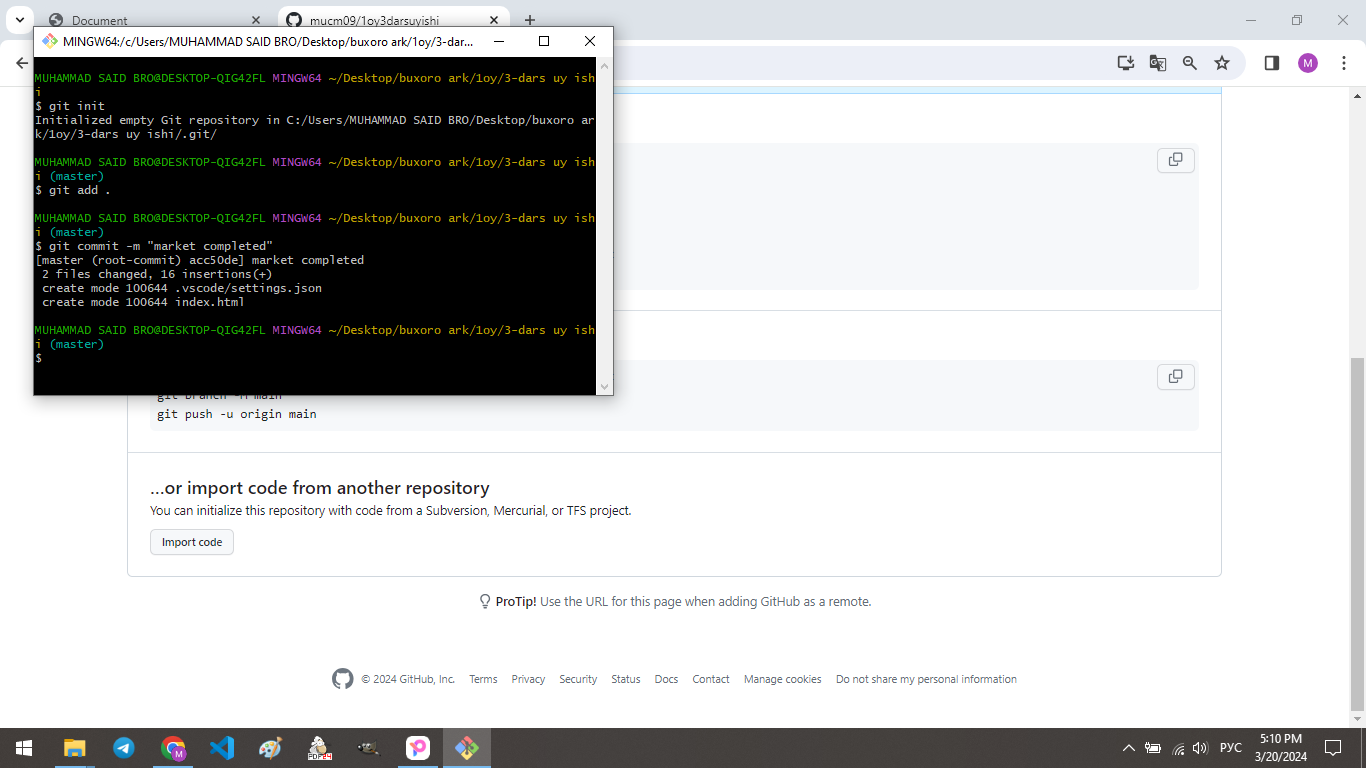 Document
mucm09/1oy3darsuyishi
MINGW64:/c/Users/MUHAMMAD SAID BRO/Desktop/buxoro ark/1oy/3-dar...
M
MUHAMMAD SAID BRO@DESKTOP-QIG42FL MINGW64 ~/Desktop/buxoro ark/1oy/3-dars uy ish
i
$ git init
Initialized empty Git repository in C:/Users/MUHAMMAD SAID BRO/Desktop/buxoro ar
k/1oy/3-dars uy ishi/.git/
MUHAMMAD SAID BRO@DESKTOP-QIG42FL MINGW64 ~/Desktop/buxoro ark/1oy/3-dars uy ish
i (master)
$ git add .
MUHAMMAD SAID BRO@DESKTOP-QIG42FL MINGW64 ~/Desktop/buxoro ark/1oy/3-dars uy ish
i (master)
$ git commit -m "market completed"
[master (root-commit) acc50de] market completed
2 files changed, 16 insertions(+)
create mode 100644 .vscode/settings.json
create mode 100644 index.html
MUHAMMAD SAID BRO@DESKTOP-QIG42FL MINGW64 ~/Desktop/buxoro ark/1oy/3-dars uy ish
i (master)
$
git branch -M main
git push -u origin main
...or import code from another repository
You can initialize this repository with code from a Subversion, Mercurial, or TFS project.
Import code
ProTip! Use the URL for this page when adding GitHub as a remote.
© 2024 GitHub, Inc. Terms Privacy Security Status Docs Contact Manage cookies Do not share my personal information
M
PDF24
РУС
5:10 PM
3/20/2024